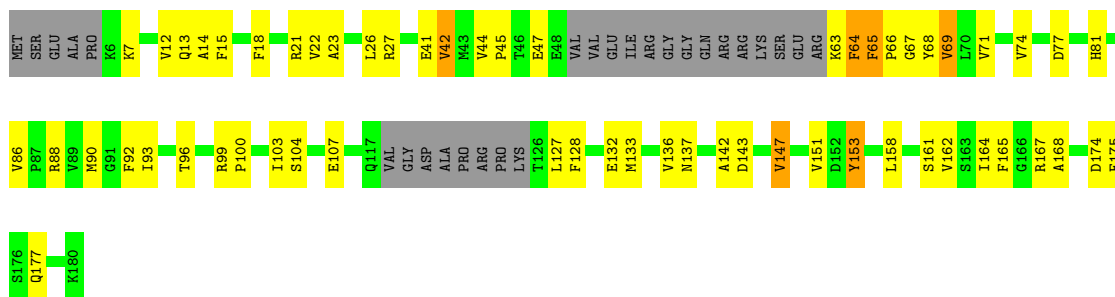 MET SER GLU ALA PRO K6 K7 V12 Q13 A14 F15 F18 R21 V22 A23 L26 R27 E41 V42 M43 V44 P45 T46 E47 E48 VAL VAL GLU ILE ARG GLY GLY GLN ARG ARG LYS SER GLU ARG K63 F64 F65 P66 G67 Y68 V69 L70 V71 V74 D77 H81
V86 P87 R88 V89 M90 G91 F92 I93 T96 R99 P100 I103 S104 E107 Q117 VAL GLY ASP ALA PRO ARG PRO LYS T126 L127 F128 E132 M133 V136 N137 A142 D143 V147 V151 D152 Y153 L158 S161 V162 S163 I164 F165 G166 R167 A168 D174
S176 Q177 K180